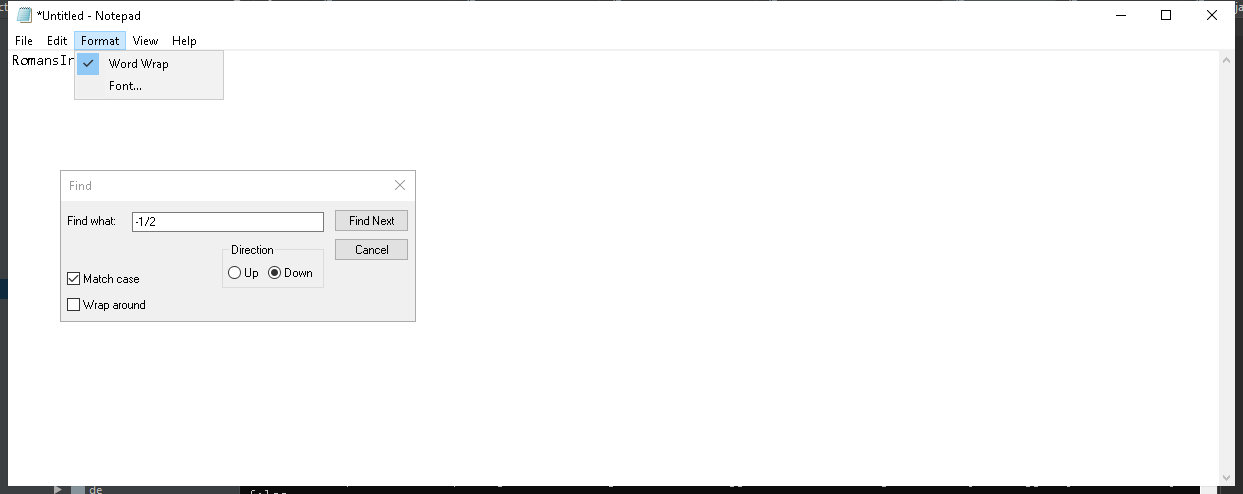 *Untitled - Notepad
File Edit Format View Help
RomansIn
Word Wrap
Font...
Find
Find what: -1/2 Find Next
Direction Cancel
Up Down
Match case
Wrap around
de